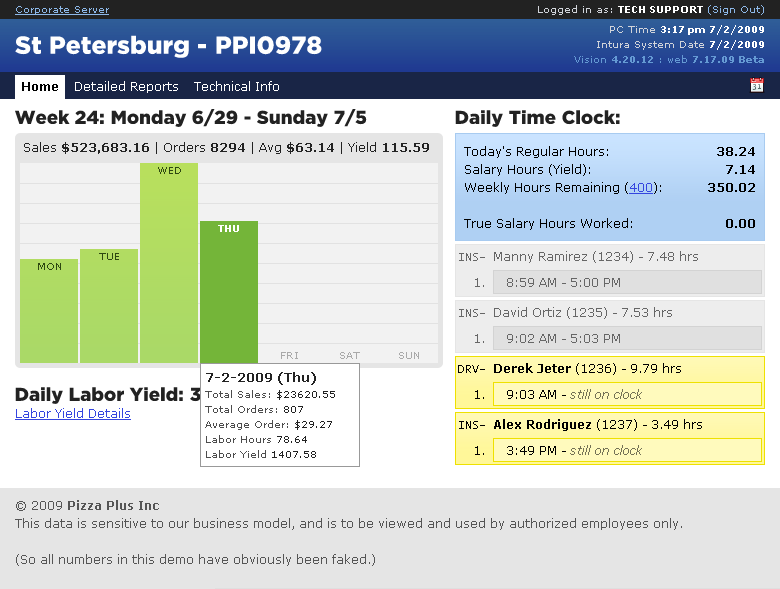 Corporate Server
Logged in as: TECH SUPPORT (Sign Out)
St Petersburg - PPI0978
PC Time 3:17 pm 7/2/2009
Intura System Date 7/2/2009
Vision 4.20.12 : web 7.17.09 Beta
Home Detailed Reports Technical Info
31
Week 24: Monday 6/29 - Sunday 7/5
Sales $523,683.16 | Orders 8294 | Avg $63.14 | Yield 115.59
MON
TUE
WED
THU
FRI
SAT
SUN
7-2-2009 (Thu)
Total Sales: $23620.55
Total Orders: 807
Average Order: $29.27
Labor Hours 78.64
Labor Yield 1407.58
Daily Labor Yield: 3
Labor Yield Details
Daily Time Clock:
Today's Regular Hours: 38.24
Salary Hours (Yield): 7.14
Weekly Hours Remaining (400): 350.02
True Salary Hours Worked: 0.00
INS- Manny Ramirez (1234) - 7.48 hrs
1. 8:59 AM - 5:00 PM
INS- David Ortiz (1235) - 7.53 hrs
1. 9:02 AM - 5:03 PM
DRV- Derek Jeter (1236) - 9.79 hrs
1. 9:03 AM - still on clock
INS- Alex Rodriguez (1237) - 3.49 hrs
1. 3:49 PM - still on clock
© 2009 Pizza Plus Inc
This data is sensitive to our business model, and is to be viewed and used by authorized employees only.
(So all numbers in this demo have obviously been faked.)